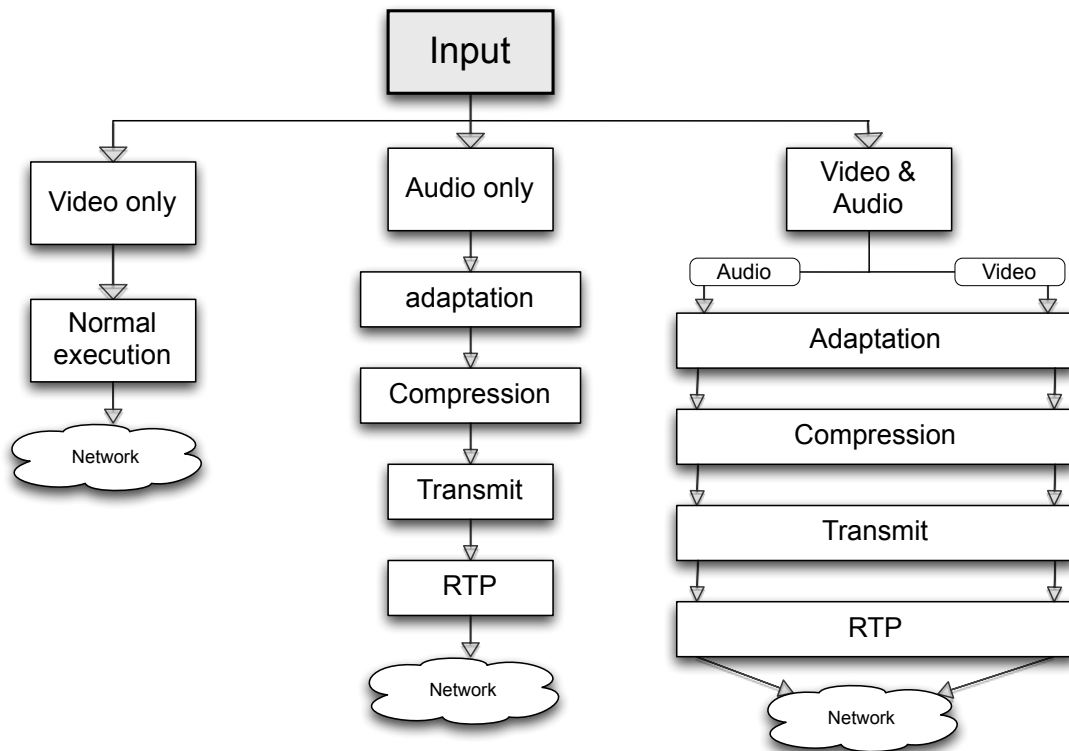 Input
Video only
Normal
execution
Network
Audio only
adaptation
Compression
Transmit
RTP
Network
Video &
Audio
Audio
Video
Adaptation
Compression
Transmit
RTP
Network